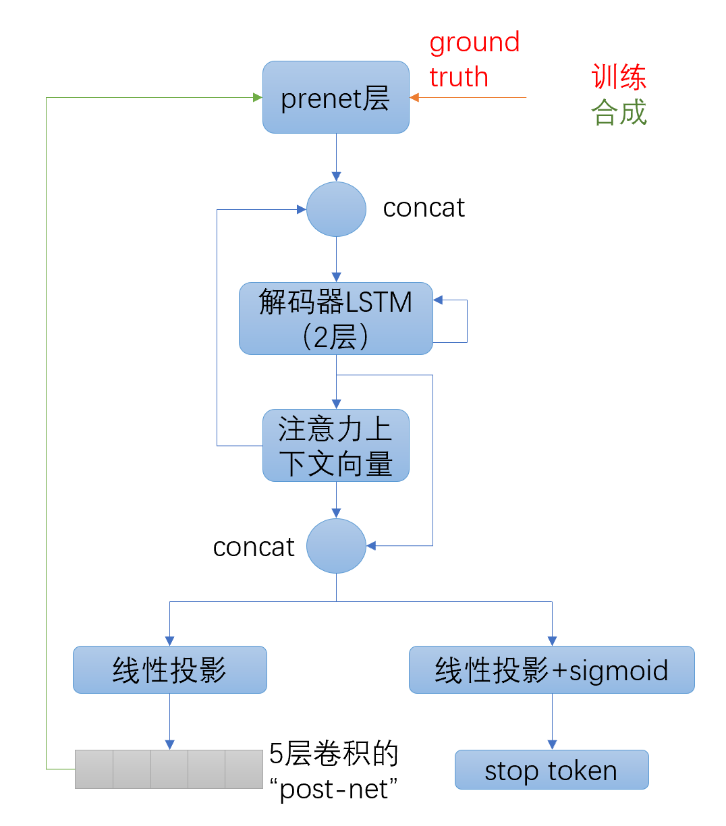 ground
truth
训练
合成
prenet层
concat
解码器LSTM
（2层）
注意力上
下文向量
concat
线性投影
线性投影+sigmoid
5层卷积的
“post-net”
stop token